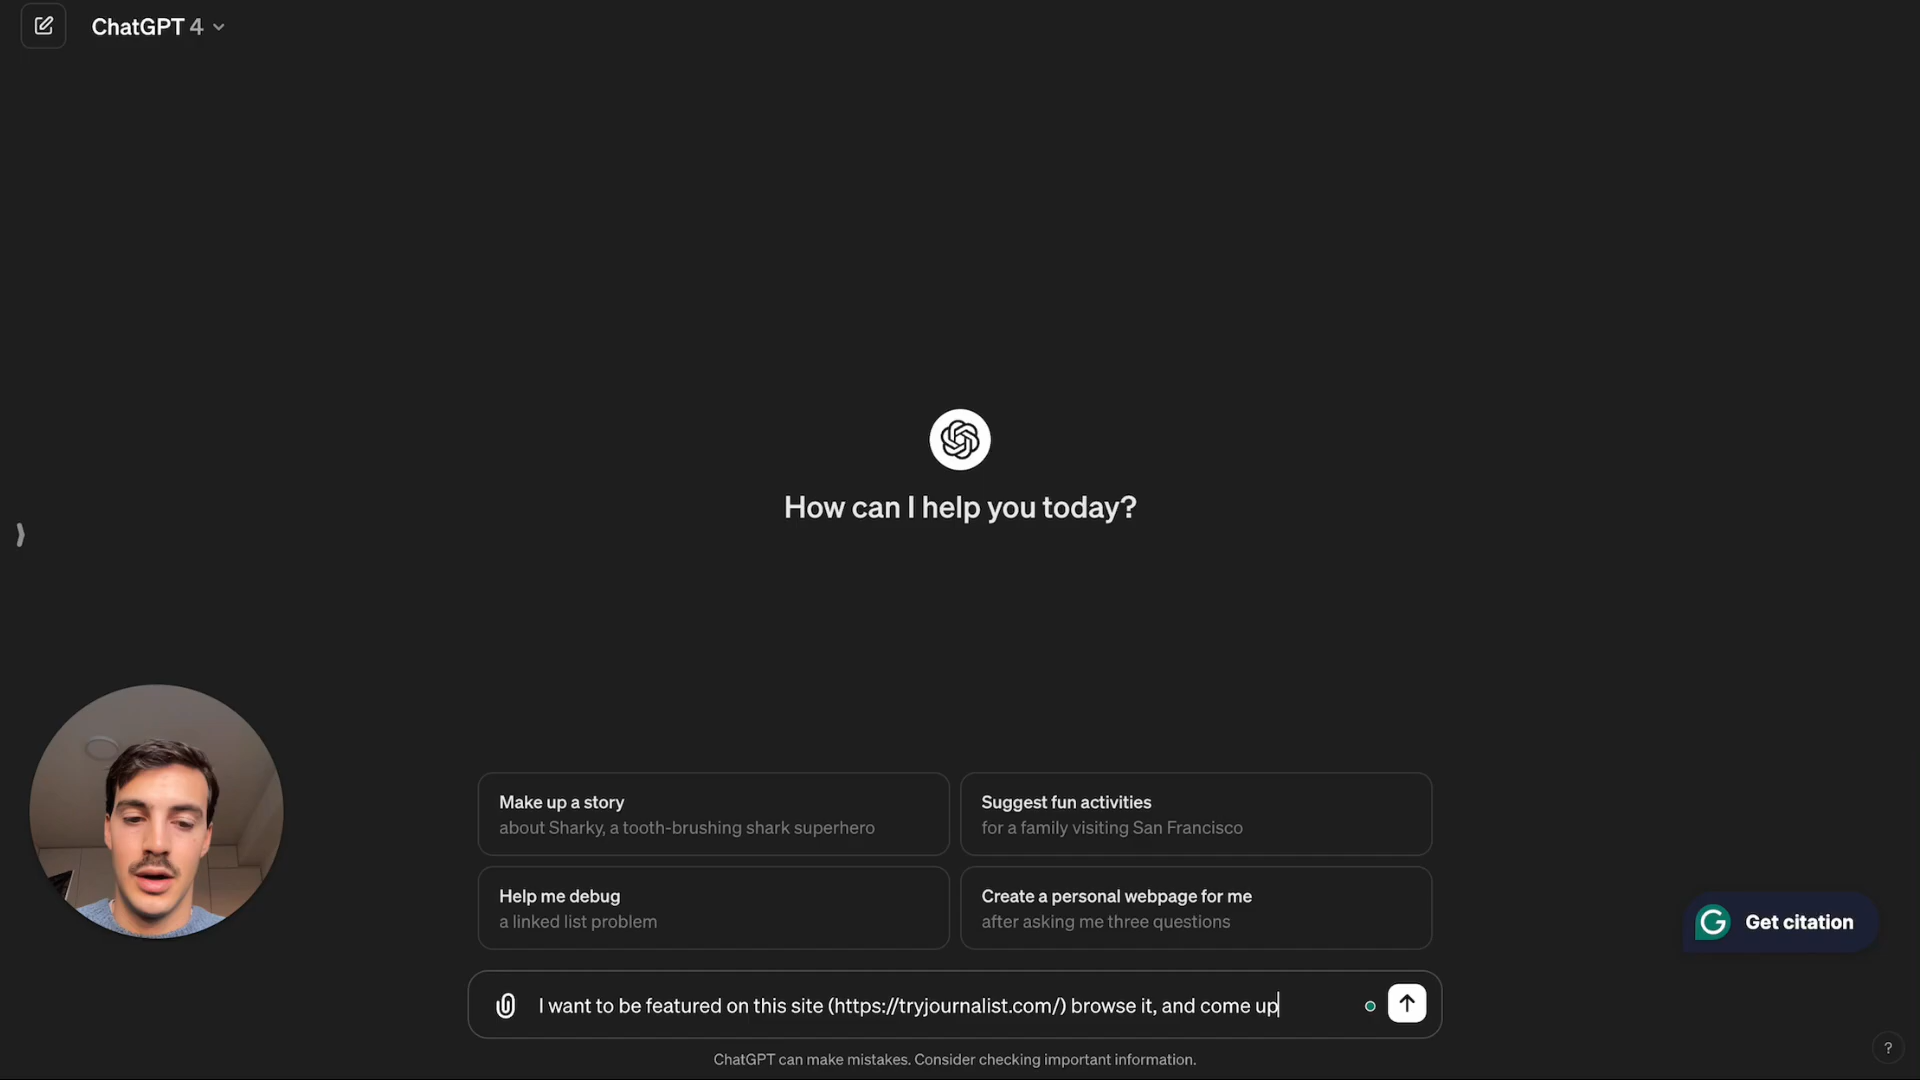 ChatGPT 4
How can I help you today?
Make up a story
about Sharky, a tooth-brushing shark superhero
Suggest fun activities
for a family visiting San Francisco
Help me debug
a linked list problem
Create a personal webpage for me
after asking me three questions
Get citation
I want to be featured on this site (https://tryjournalist.com/) browse it, and come up
ChatGPT can make mistakes. Consider checking important information.
?